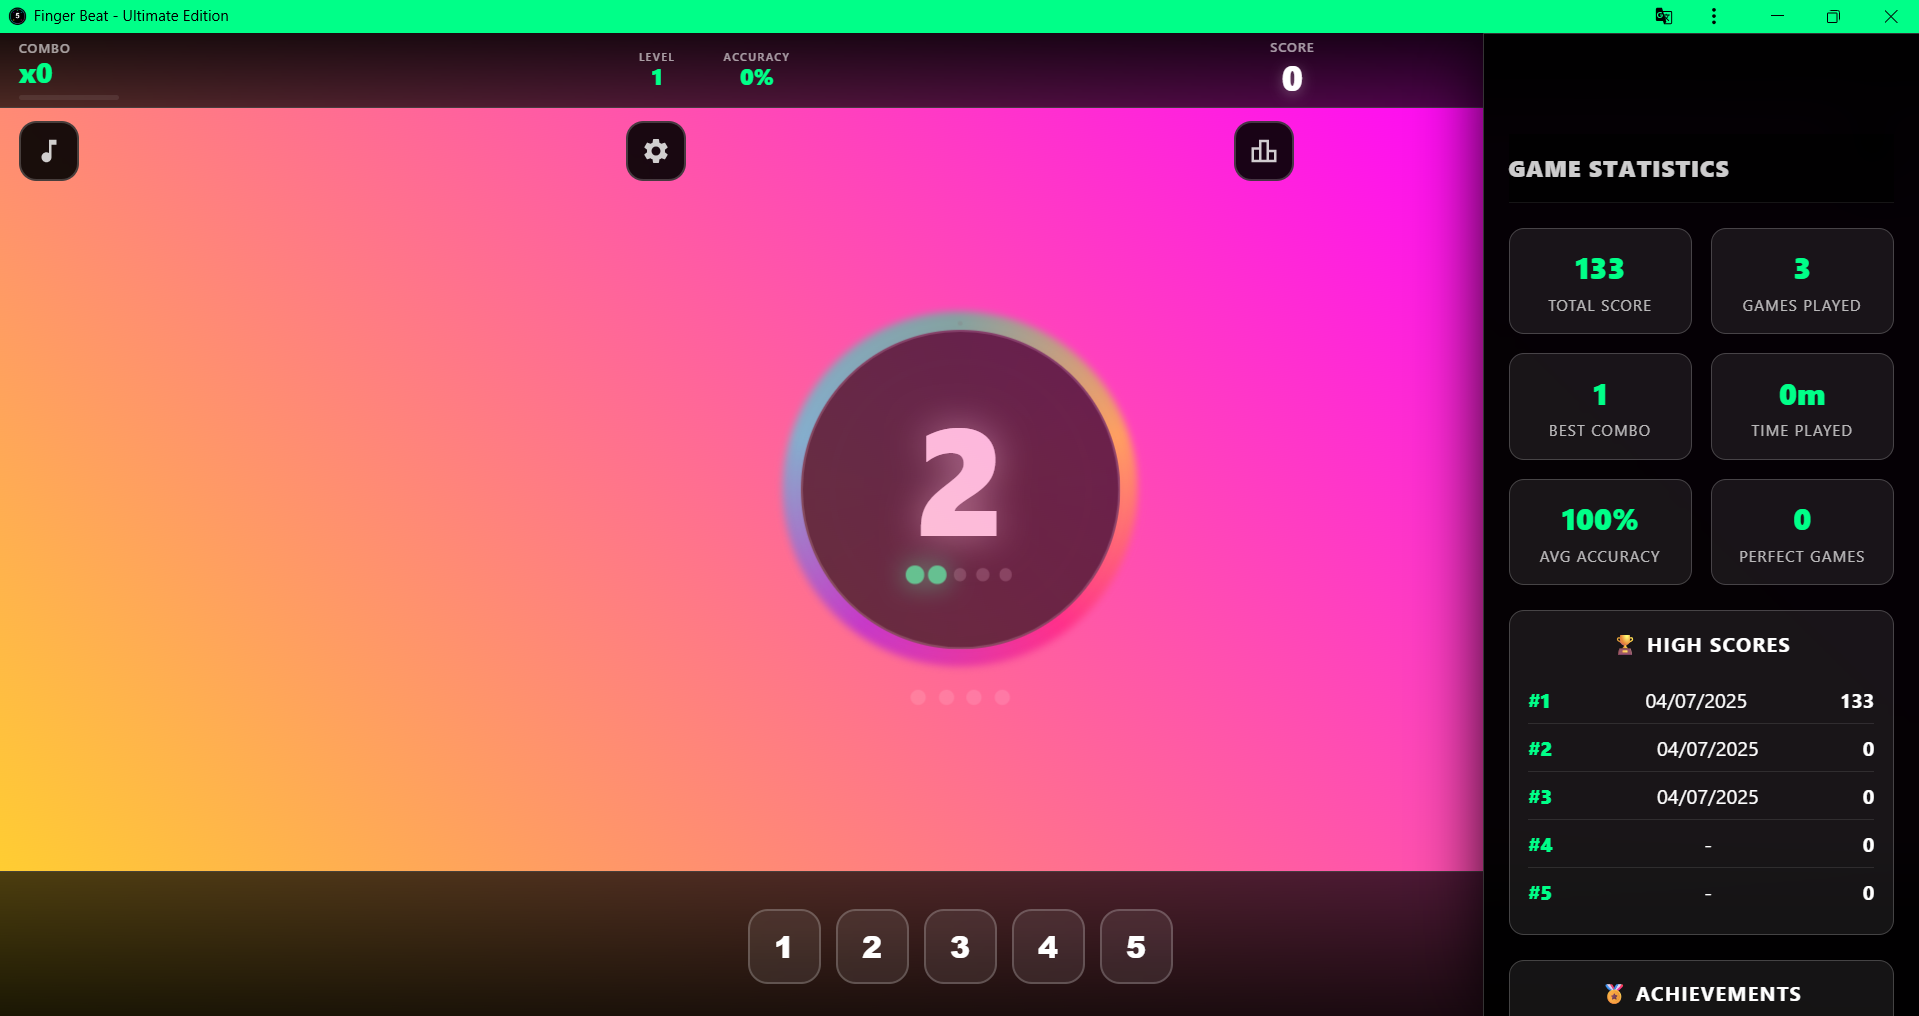 Finger Beat - Ultimate Edition
COMBO
x0
LEVEL
1
ACCURACY
0%
SCORE
0
2
1 2 3 4 5
GAME STATISTICS
133
TOTAL SCORE
3
GAMES PLAYED
1
BEST COMBO
0m
TIME PLAYED
100%
AVG ACCURACY
0
PERFECT GAMES
🏆 HIGH SCORES
#1 04/07/2025 133
#2 04/07/2025 0
#3 04/07/2025 0
#4 - 0
#5 - 0
🏅 ACHIEVEMENTS